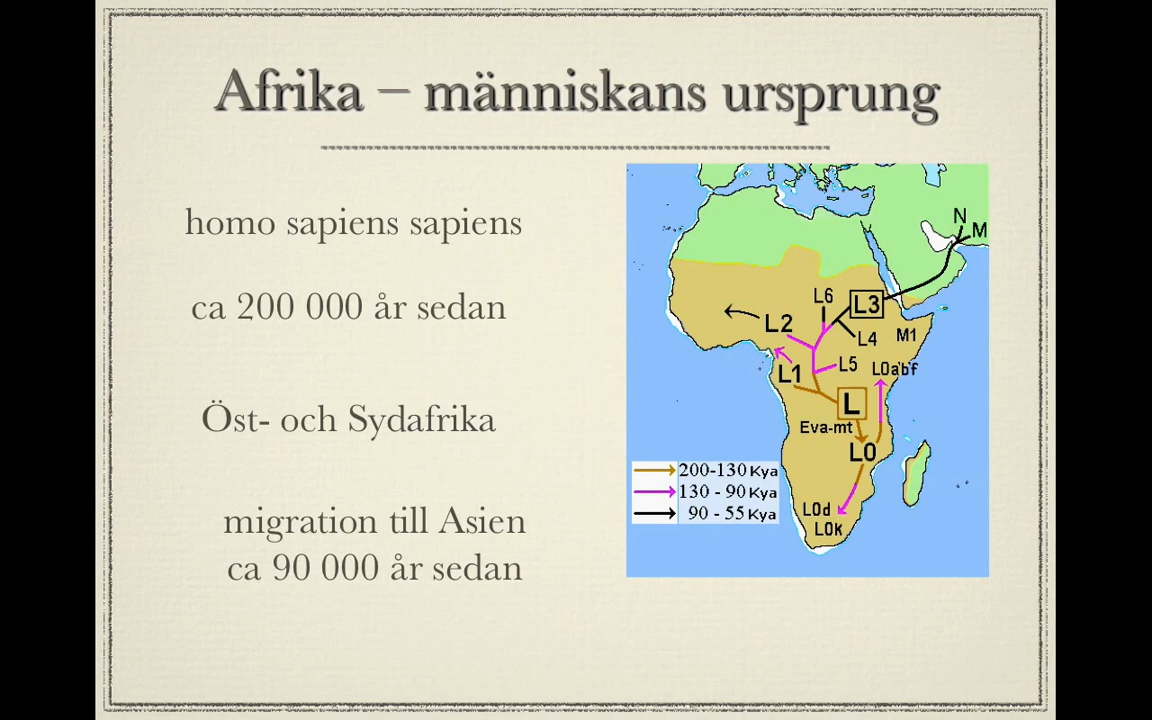 Afrika – människans ursprung
homo sapiens sapiens
ca 200 000 år sedan
Öst- och Sydafrika
migration till Asien
ca 90 000 år sedan
N
M
L6
L3
L2
L4
M1
L5
L0a'b'f
L1
L
Eva-mt
L0
200-130 Kya
130 - 90 Kya
90 - 55 Kya
L0d
L0k